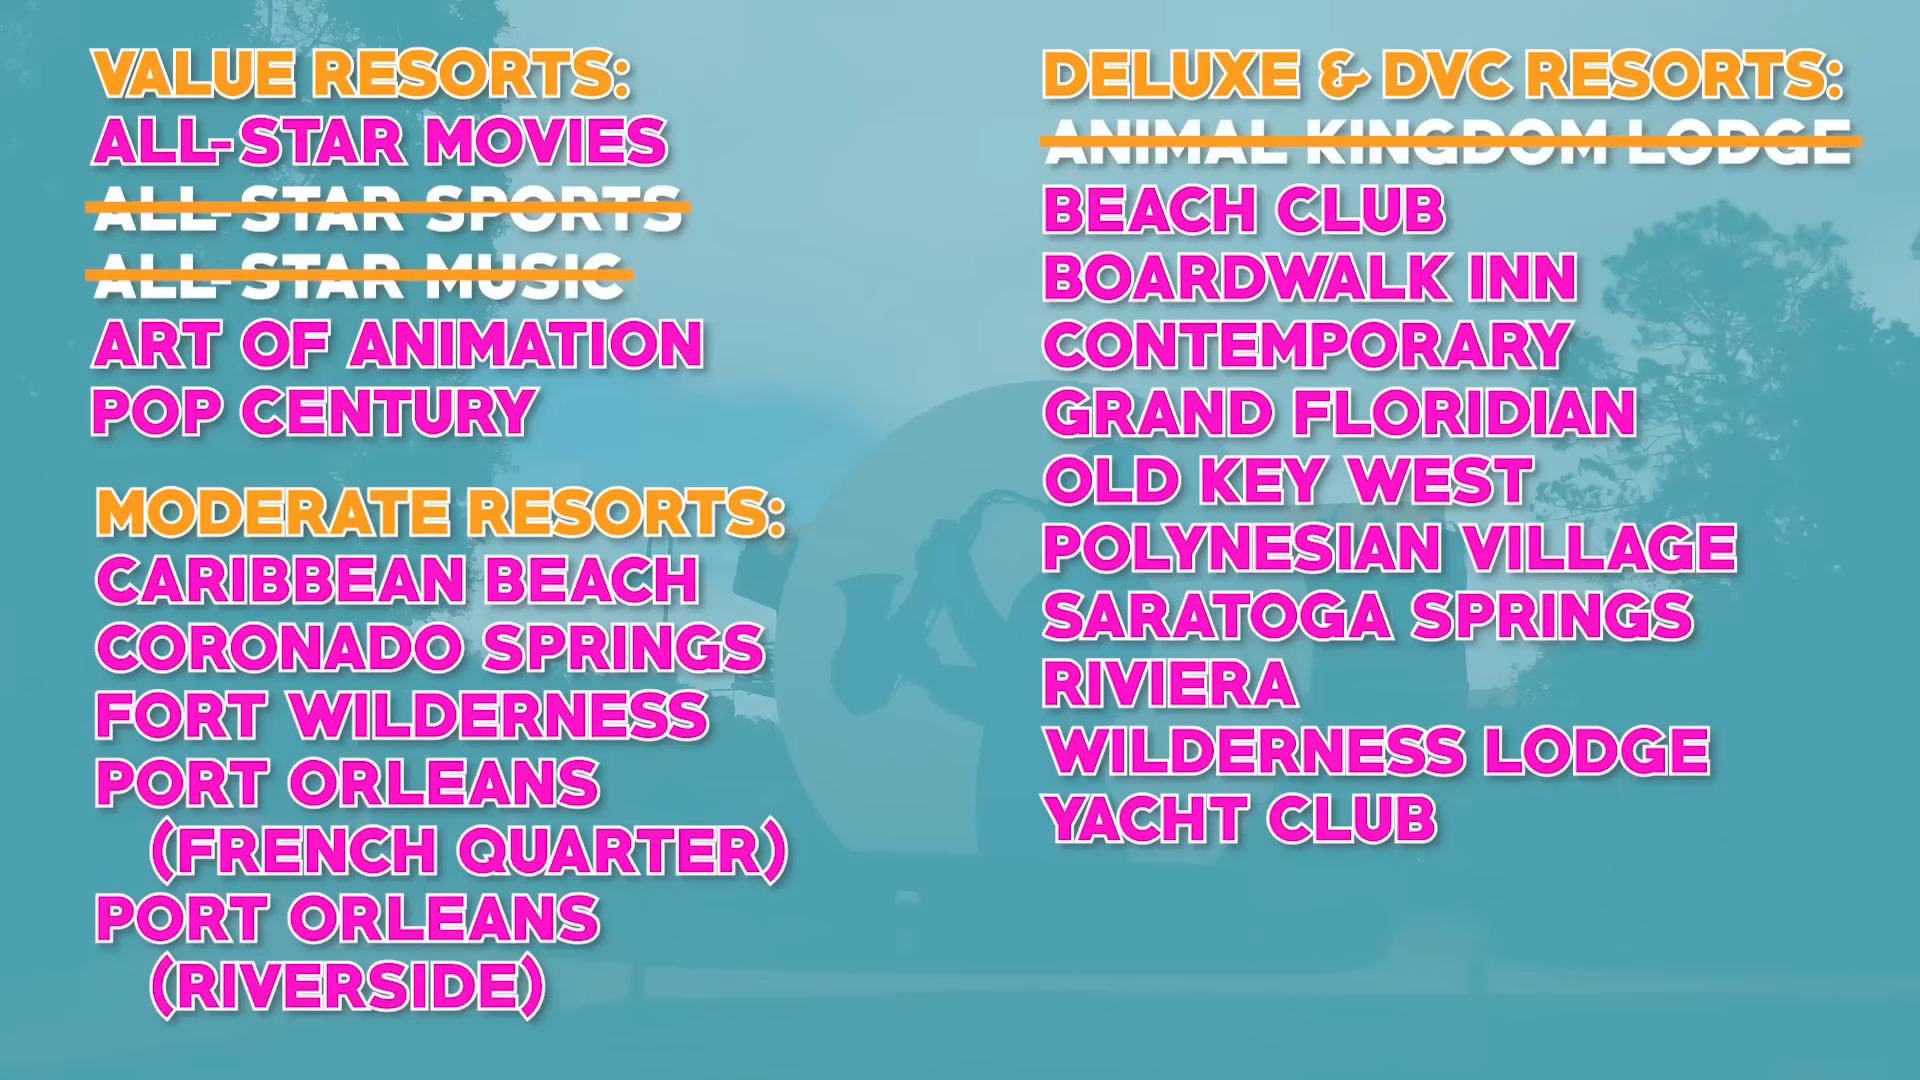 VALUE RESORTS:
ALL-STAR MOVIES
ALL-STAR SPORTS
ALL-STAR MUSIC
ART OF ANIMATION
POP CENTURY
MODERATE RESORTS:
CARIBBEAN BEACH
CORONADO SPRINGS
FORT WILDERNESS
PORT ORLEANS
(FRENCH QUARTER)
PORT ORLEANS
(RIVERSIDE)
DELUXE & DVC RESORTS:
ANIMAL KINGDOM LODGE
BEACH CLUB
BOARDWALK INN
CONTEMPORARY
GRAND FLORIDIAN
OLD KEY WEST
POLYNESIAN VILLAGE
SARATOGA SPRINGS
RIVIERA
WILDERNESS LODGE
YACHT CLUB